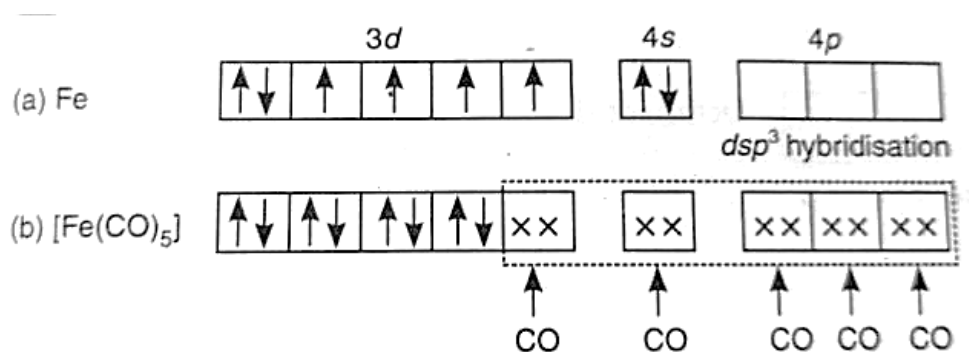 3d 4s 4p
(a) Fe
dsp³ hybridisation
(b) [Fe(CO)₅] ×× ×× ×× ×× ××
CO CO CO CO CO